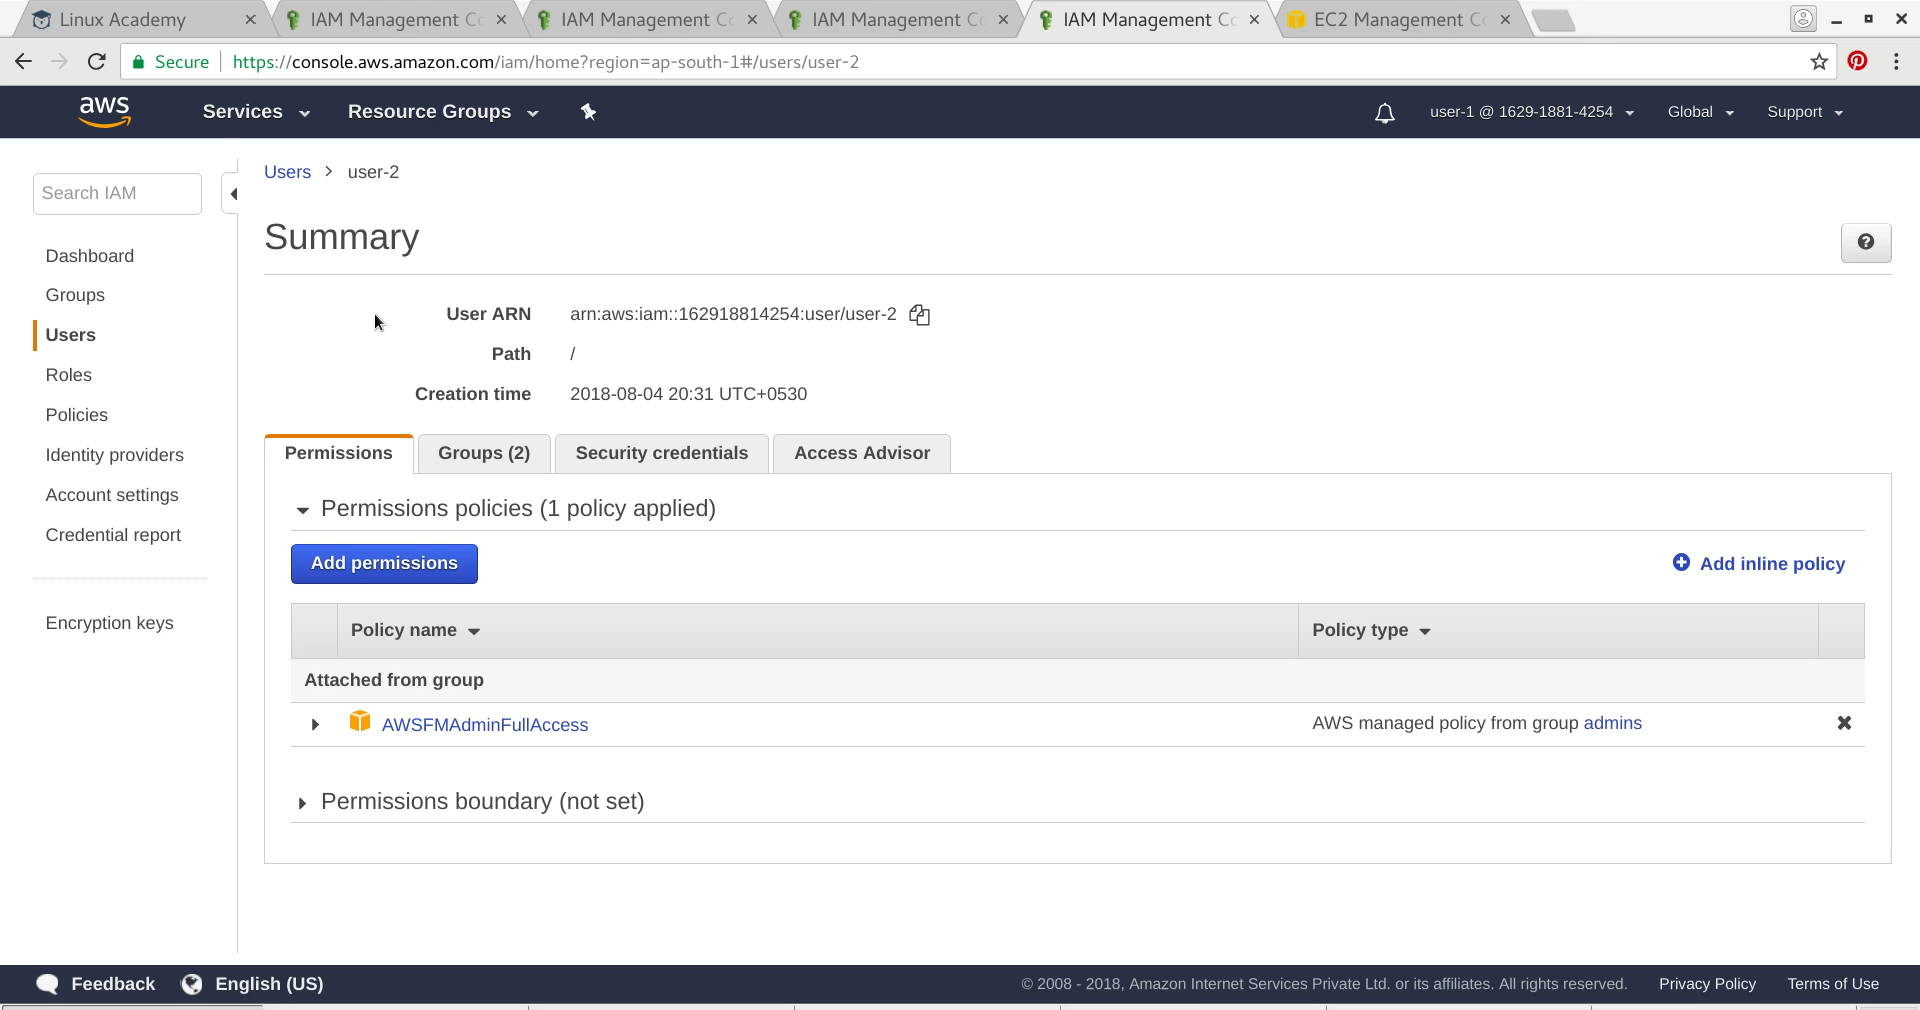 Linux Academy
IAM Management Co
IAM Management Co
IAM Management Co
IAM Management Co
EC2 Management Co
Secure
https://console.aws.amazon.com/iam/home?region=ap-south-1#/users/user-2
aws
Services
Resource Groups
user-1 @ 1629-1881-4254
Global
Support
Search IAM
Dashboard
Groups
Users
Roles
Policies
Identity providers
Account settings
Credential report
Encryption keys
Users > user-2
Summary
User ARN arn:aws:iam::162918814254:user/user-2
Path /
Creation time 2018-08-04 20:31 UTC+0530
Permissions
Groups (2)
Security credentials
Access Advisor
Permissions policies (1 policy applied)
Add permissions
Add inline policy
Policy name
Policy type
Attached from group
AWSFMAdminFullAccess
AWS managed policy from group admins
Permissions boundary (not set)
Feedback
English (US)
© 2008 - 2018, Amazon Internet Services Private Ltd. or its affiliates. All rights reserved.
Privacy Policy
Terms of Use